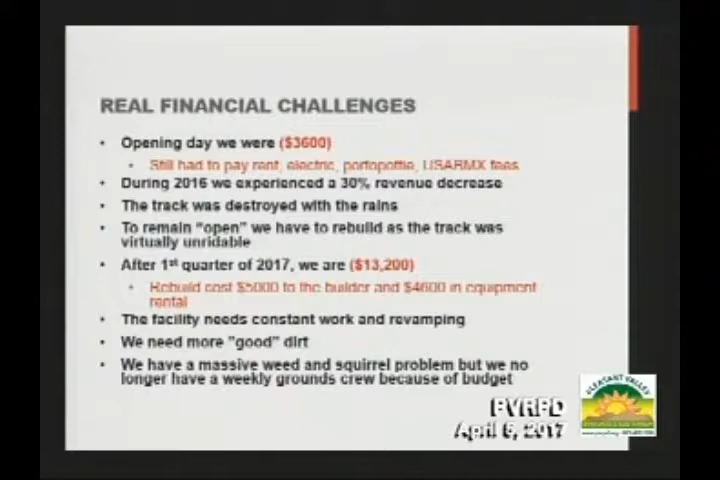 REAL FINANCIAL CHALLENGES
• Opening day we were ($3600)
• Still had to pay rent, electric, portopottie, USABMX fees
• During 2016 we experienced a 30% revenue decrease
• The track was destroyed with the rains
• To remain "open" we have to rebuild as the track was
virtually unridable
• After 1st quarter of 2017, we are ($13,200)
• Rebuild cost $5000 to the builder and $4600 in equipment
rental
• The facility needs constant work and revamping
• We need more "good" dirt
• We have a massive weed and squirrel problem but we no
longer have a weekly grounds crew because of budget
PVRPD
April 6, 2017
PLEASANT VALLEY